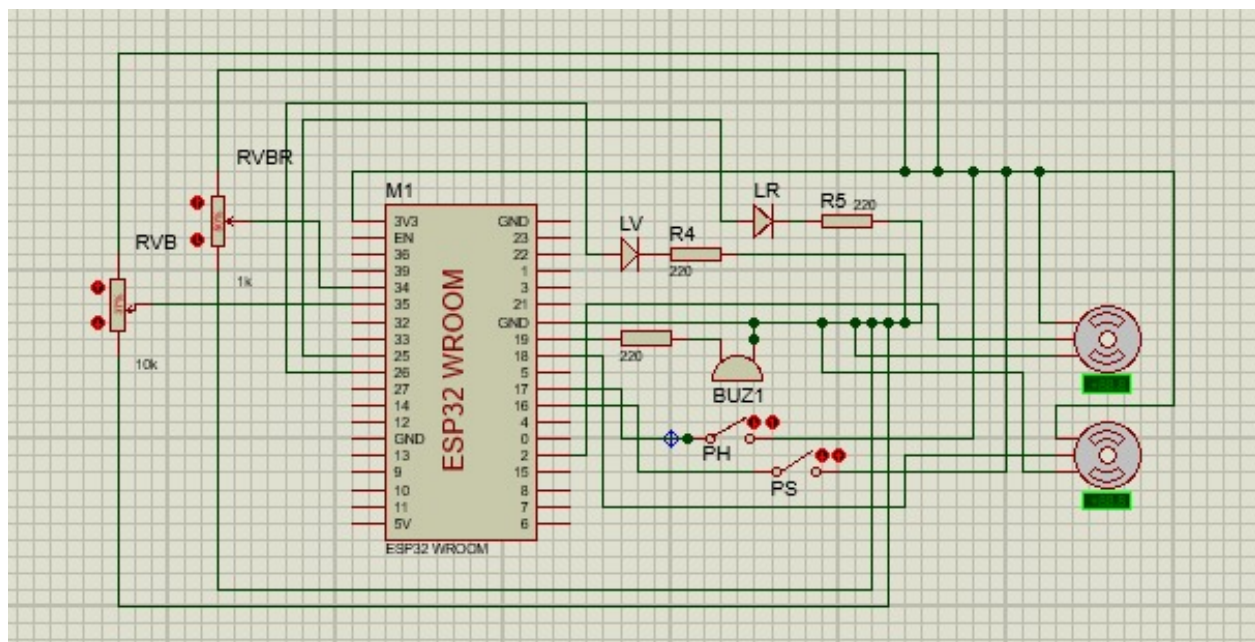 RVBR
M1
LR
R5 220
3V3 GND
LV
R4
EN 23
RVB
36 22
220
39 1
1k
34 3
35 21
ESP32 WROOM
32 GND
33 19
25 18
220
10k
26 5
BUZ1
27 17
14 16
12 4
GND 0
PH
13 2
9 15
PS
10 8
11 7
5V 6
ESP32 WROOM